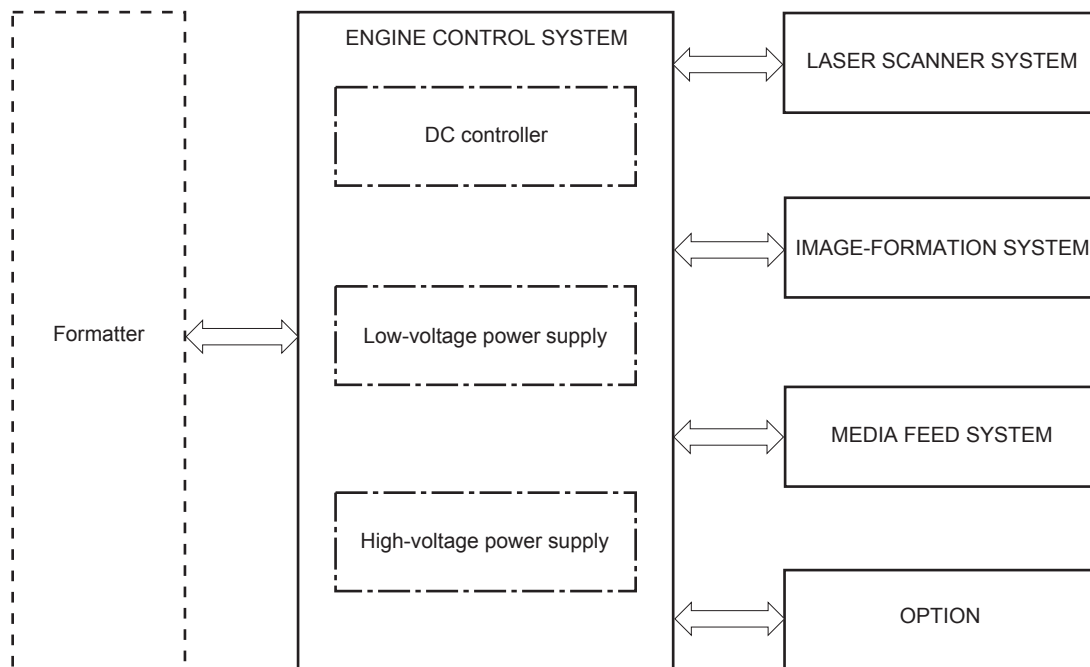 ENGINE CONTROL SYSTEM
LASER SCANNER SYSTEM
DC controller
IMAGE-FORMATION SYSTEM
Formatter
Low-voltage power supply
MEDIA FEED SYSTEM
High-voltage power supply
OPTION